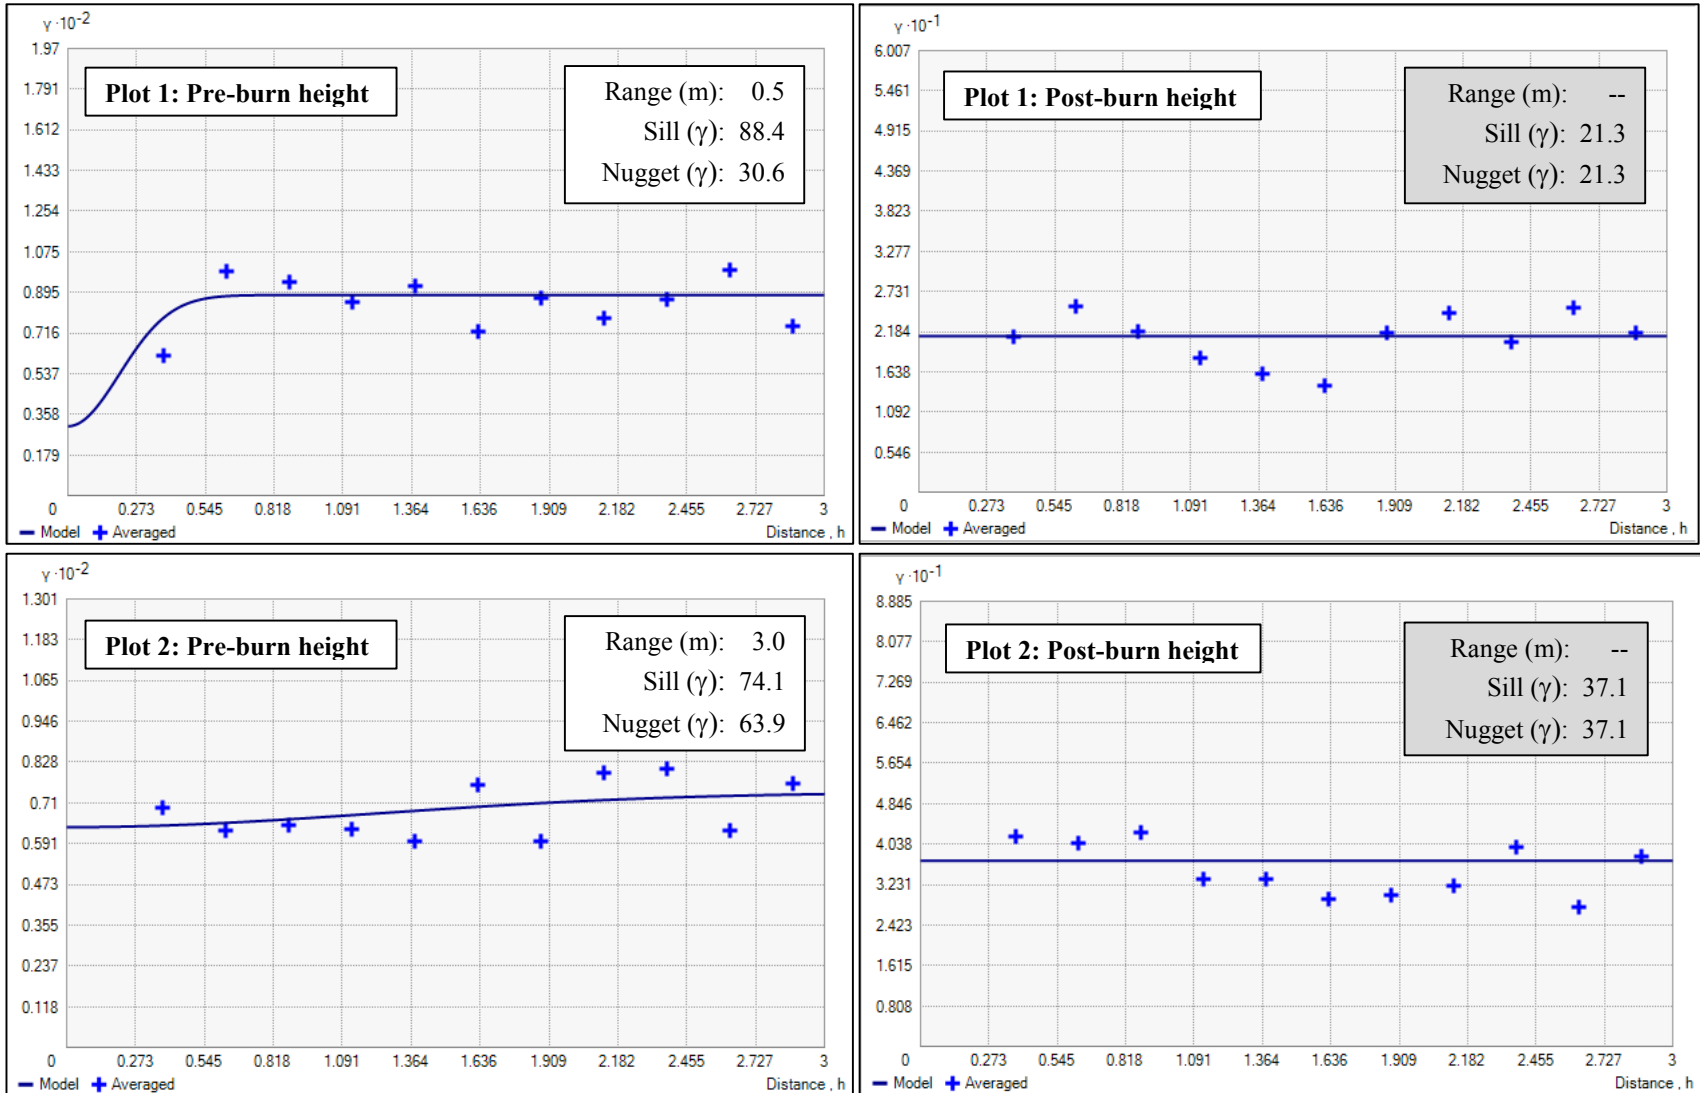 γ ·10-2
1.97
1.791
1.612
1.433
1.254
1.075
0.895
0.716
0.537
0.358
0.179
Plot 1: Pre-burn height
Range (m): 0.5
Sill (γ): 88.4
Nugget (γ): 30.6
0 0.273 0.545 0.818 1.091 1.364 1.636 1.909 2.182 2.455 2.727 3
Model Averaged Distance , h
γ ·10-1
6.007
5.461
4.915
4.369
3.823
3.277
2.731
2.184
1.638
1.092
0.546
Plot 1: Post-burn height
Range (m): --
Sill (γ): 21.3
Nugget (γ): 21.3
0 0.273 0.545 0.818 1.091 1.364 1.636 1.909 2.182 2.455 2.727 3
Model Averaged Distance , h
γ ·10-2
1.301
1.183
1.065
0.946
0.828
0.71
0.591
0.473
0.355
0.237
0.118
Plot 2: Pre-burn height
Range (m): 3.0
Sill (γ): 74.1
Nugget (γ): 63.9
0 0.273 0.545 0.818 1.091 1.364 1.636 1.909 2.182 2.455 2.727 3
Model Averaged Distance , h
γ ·10-1
8.885
8.077
7.269
6.462
5.654
4.846
4.038
3.231
2.423
1.615
0.808
Plot 2: Post-burn height
Range (m): --
Sill (γ): 37.1
Nugget (γ): 37.1
0 0.273 0.545 0.818 1.091 1.364 1.636 1.909 2.182 2.455 2.727 3
Model Averaged Distance , h